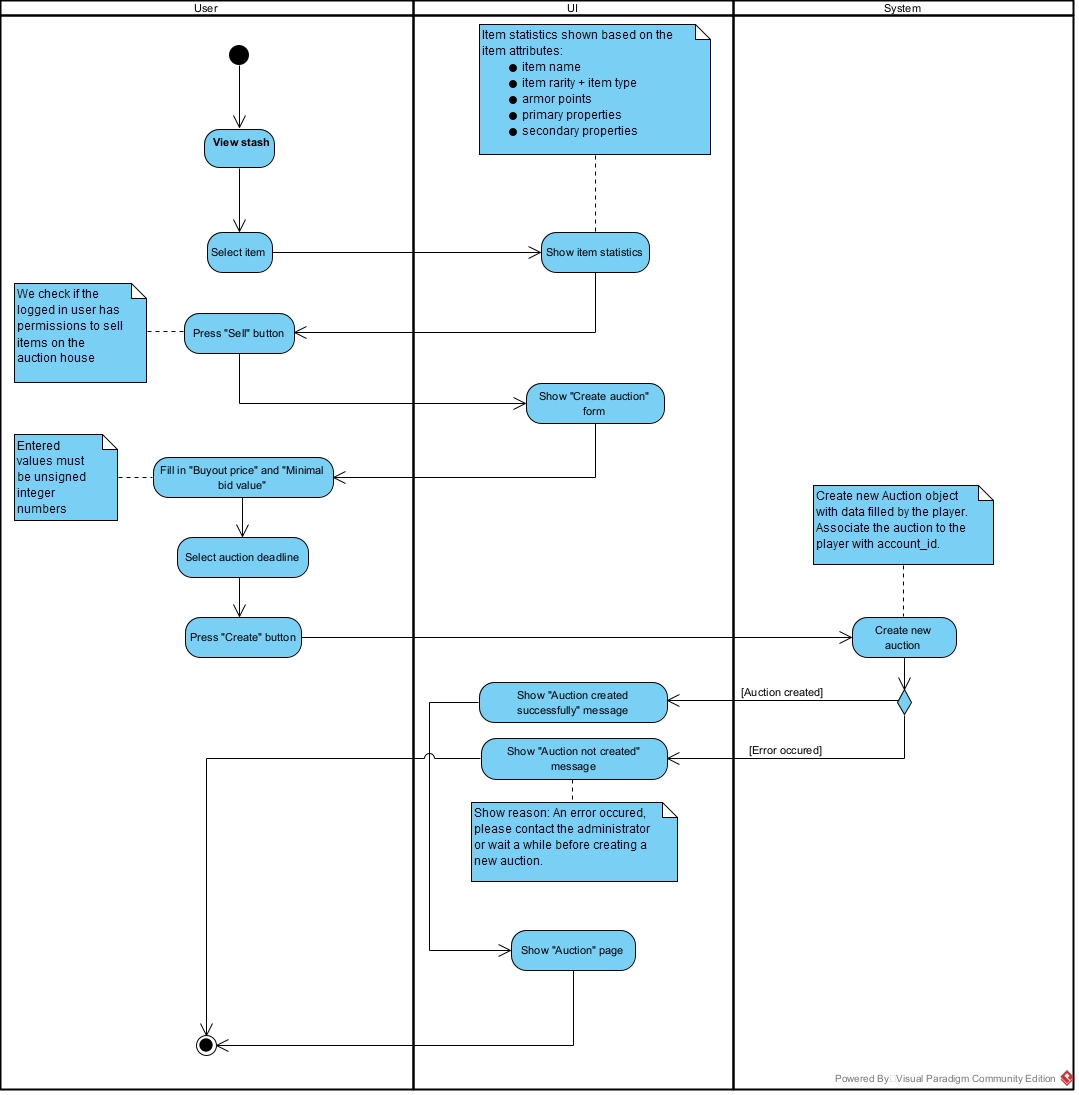 User
UI
System
Item statistics shown based on the
item attributes:
● item name
● item rarity + item type
● armor points
● primary properties
● secondary properties
View stash
Select item
Show item statistics
We check if the
logged in user has
permissions to sell
items on the
auction house
Press "Sell" button
Show "Create auction"
form
Entered
values must
be unsigned
integer
numbers
Fill in "Buyout price" and "Minimal
bid value"
Create new Auction object
with data filled by the player.
Associate the auction to the
player with account_id.
Select auction deadline
Press "Create" button
Create new
auction
[Auction created]
Show "Auction created
successfully" message
[Error occured]
Show "Auction not created"
message
Show reason: An error occured,
please contact the administrator
or wait a while before creating a
new auction.
Show "Auction" page
Powered By Visual Paradigm Community Edition